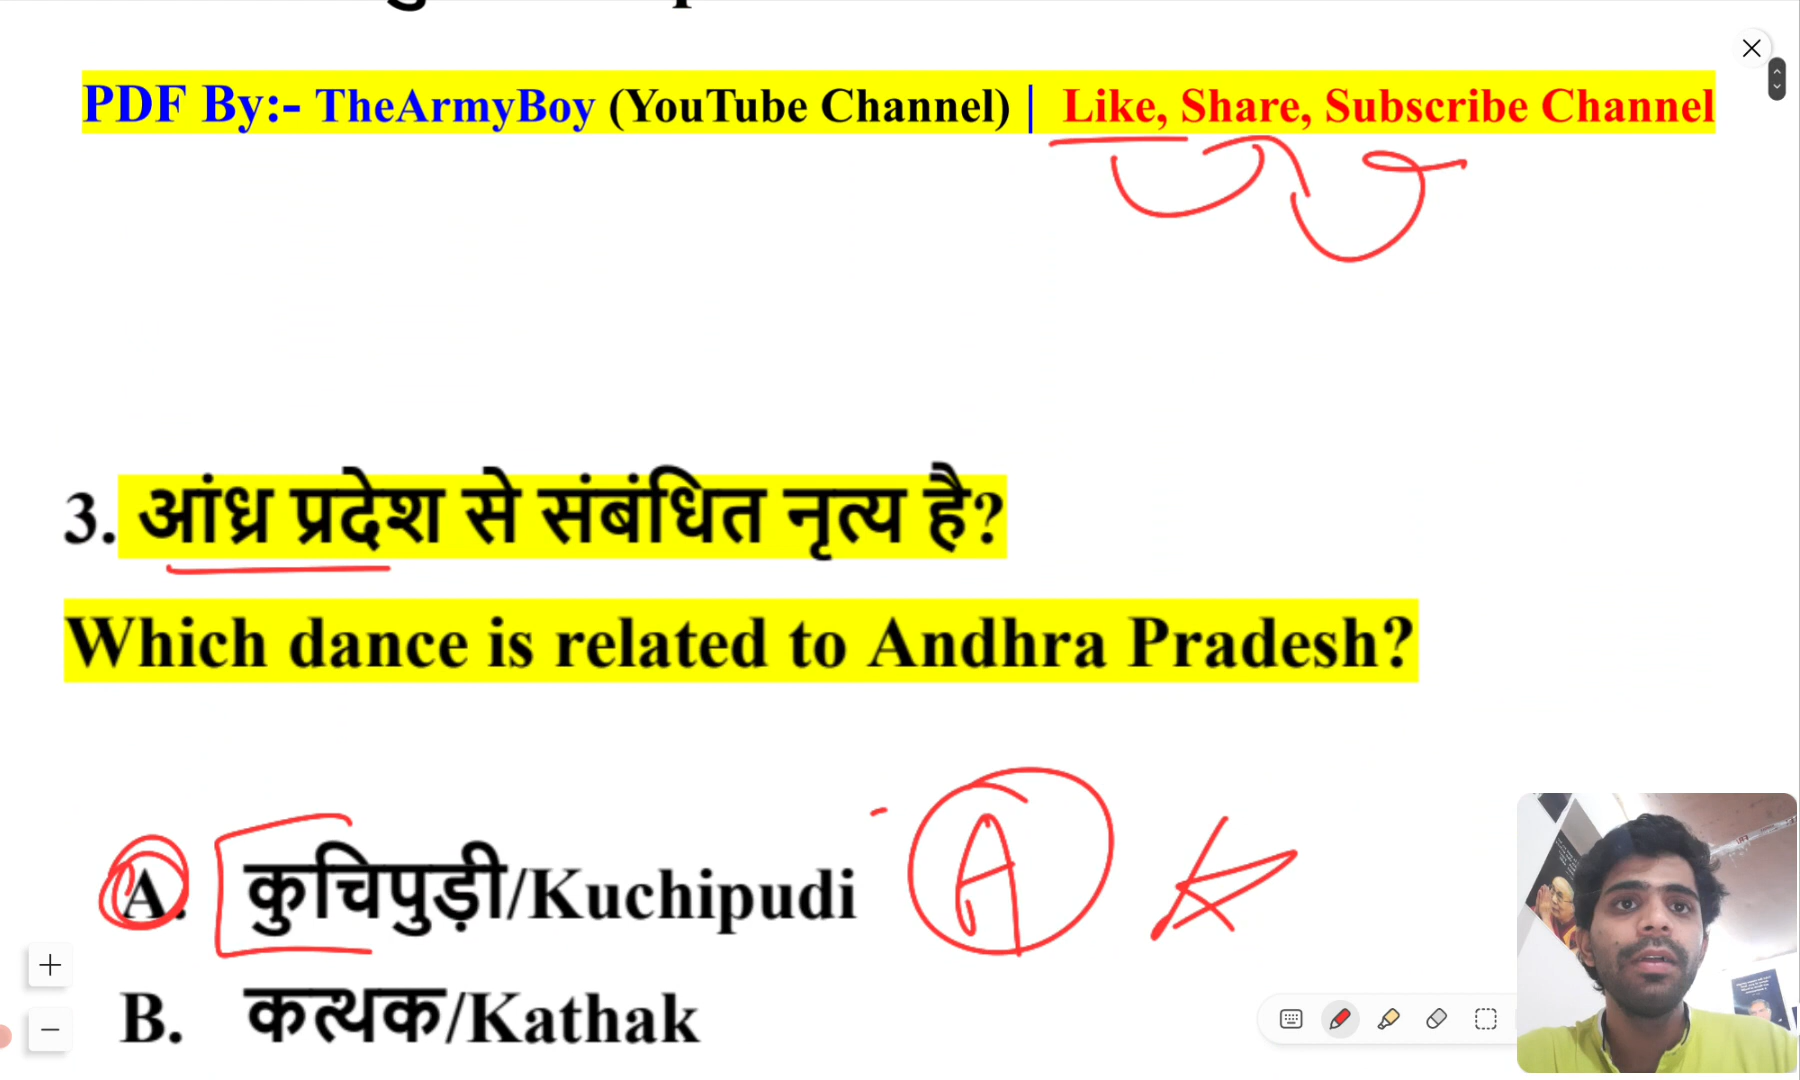 PDF By:- TheArmyBoy (YouTube Channel) | Like, Share, Subscribe Channel
3. आंध्र प्रदेश से संबंधित नृत्य है?
Which dance is related to Andhra Pradesh?
A. कुचिपुड़ी/Kuchipudi A
B. कत्थक/Kathak